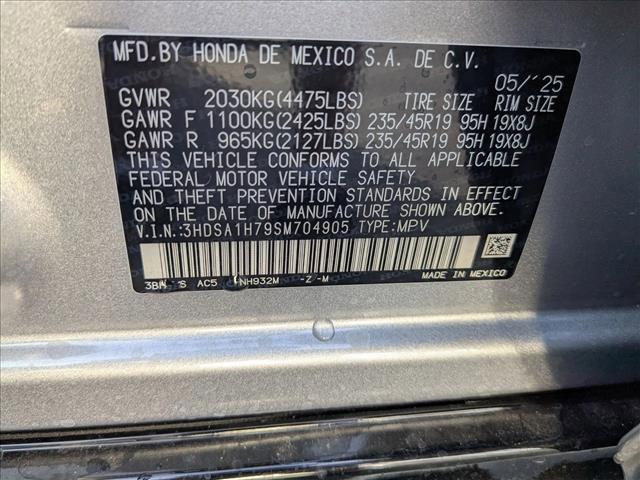 MFD.BY HONDA DE MEXICO S.A. DE C.V.
05/'25
GVWR 2030KG(4475LBS) TIRE SIZE RIM SIZE
GAWR F 1100KG(2425LBS) 235/45R19 95H 19X8J
GAWR R 965KG(2127LBS) 235/45R19 95H 19X8J
THIS VEHICLE CONFORMS TO ALL APPLICABLE
FEDERAL MOTOR VEHICLE SAFETY
AND THEFT PREVENTION STANDARDS IN EFFECT
ON THE DATE OF MANUFACTURE SHOWN ABOVE.
V.I.N.:3HDSA1H79SM704905 TYPE:MPV
S AC5 NH932M -Z -M
MADE IN MEXICO